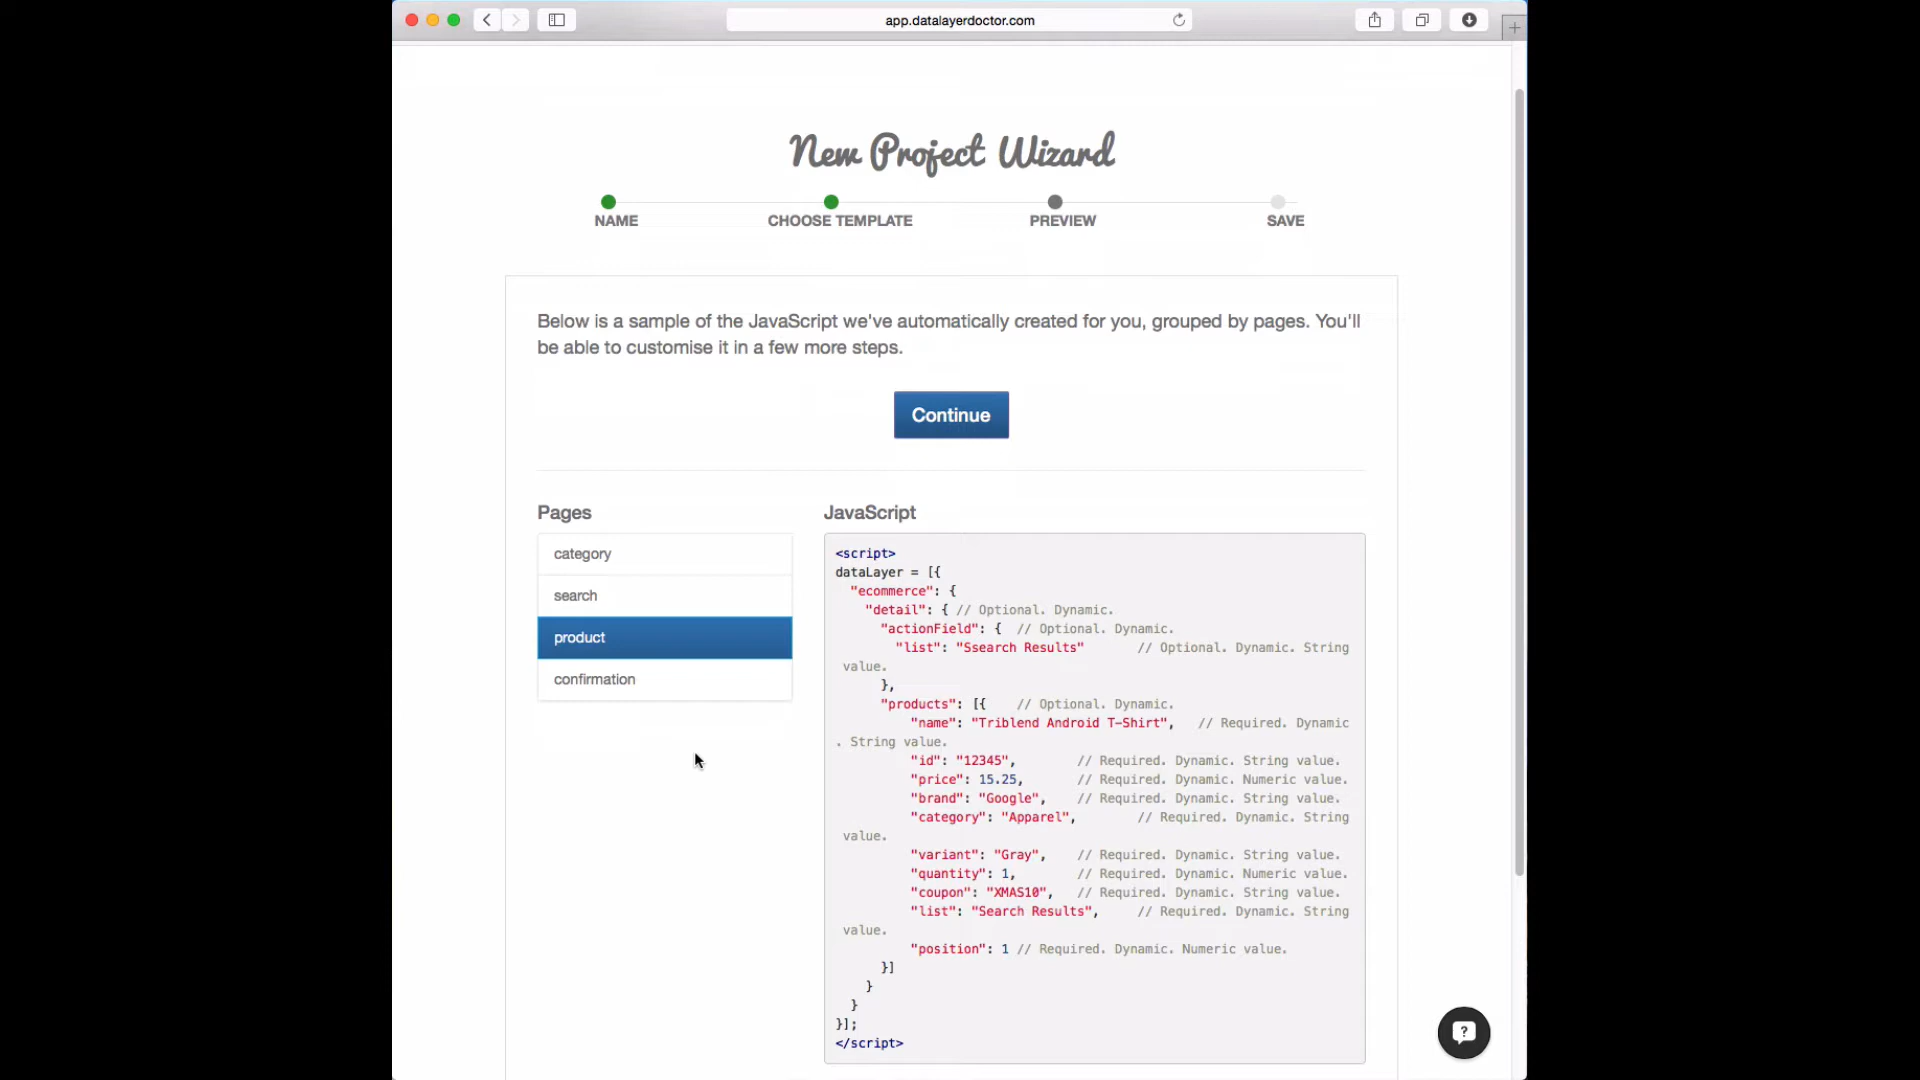 app.datalayerdoctor.com
New Project Wizard
NAME
CHOOSE TEMPLATE
PREVIEW
SAVE
Below is a sample of the JavaScript we've automatically created for you, grouped by pages. You'll
be able to customise it in a few more steps.
Continue
Pages
category
search
product
confirmation
JavaScript
<script>
dataLayer = [{
"ecommerce": {
"detail": { // Optional. Dynamic.
"actionField": { // Optional. Dynamic.
"list": "Ssearch Results" // Optional. Dynamic. String
value.
},
"products": [{ // Optional. Dynamic.
"name": "Triblend Android T-Shirt", // Required. Dynamic
. String value.
"id": "12345", // Required. Dynamic. String value.
"price": 15.25, // Required. Dynamic. Numeric value.
"brand": "Google", // Required. Dynamic. String value.
"category": "Apparel", // Required. Dynamic. String
value.
"variant": "Gray", // Required. Dynamic. String value.
"quantity": 1, // Required. Dynamic. Numeric value.
"coupon": "XMAS10", // Required. Dynamic. String value.
"list": "Search Results", // Required. Dynamic. String
value.
"position": 1 // Required. Dynamic. Numeric value.
}]
}
}
}];
</script>
?